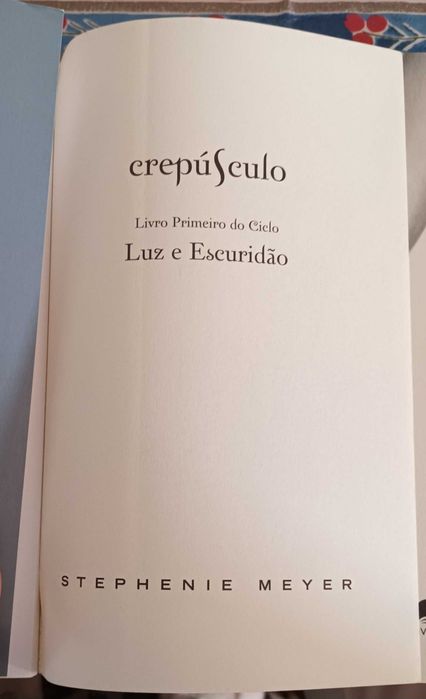 crepúsculo
Livro Primeiro do Ciclo
Luz e Escuridão
STEPHENIE MEYER